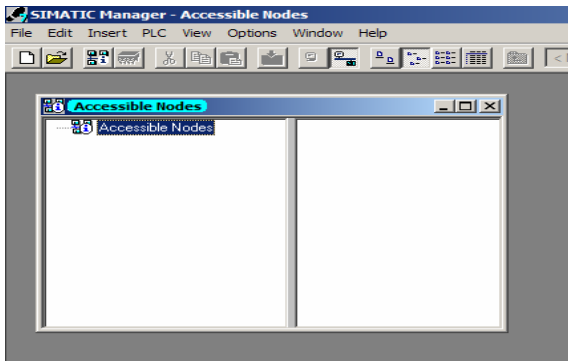 SIMATIC Manager - Accessible Nodes
File Edit Insert PLC View Options Window Help
Accessible Nodes
Accessible Nodes